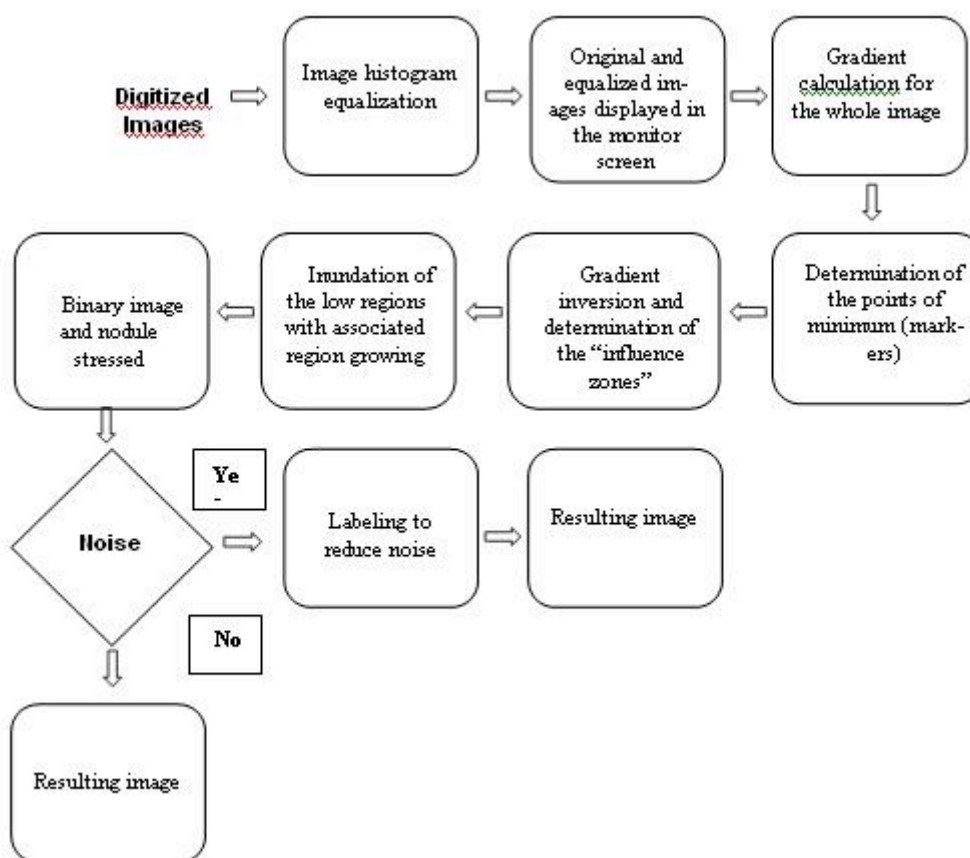 Digitized
Images
Image histogram
equalization
Original and
equalized im-
ages displayed in
the monitor
screen
Gradient
calculation for
the whole image
Determination of
the points of
minimum (mark-
ers)
Gradient
inversion and
determination of
the “influence
zones”
Inundation of
the low regions
with associated
region growing
Binary image
and nodule
stressed
Noise
Ye
-
Labeling to
reduce noise
Resulting image
No
Resulting image